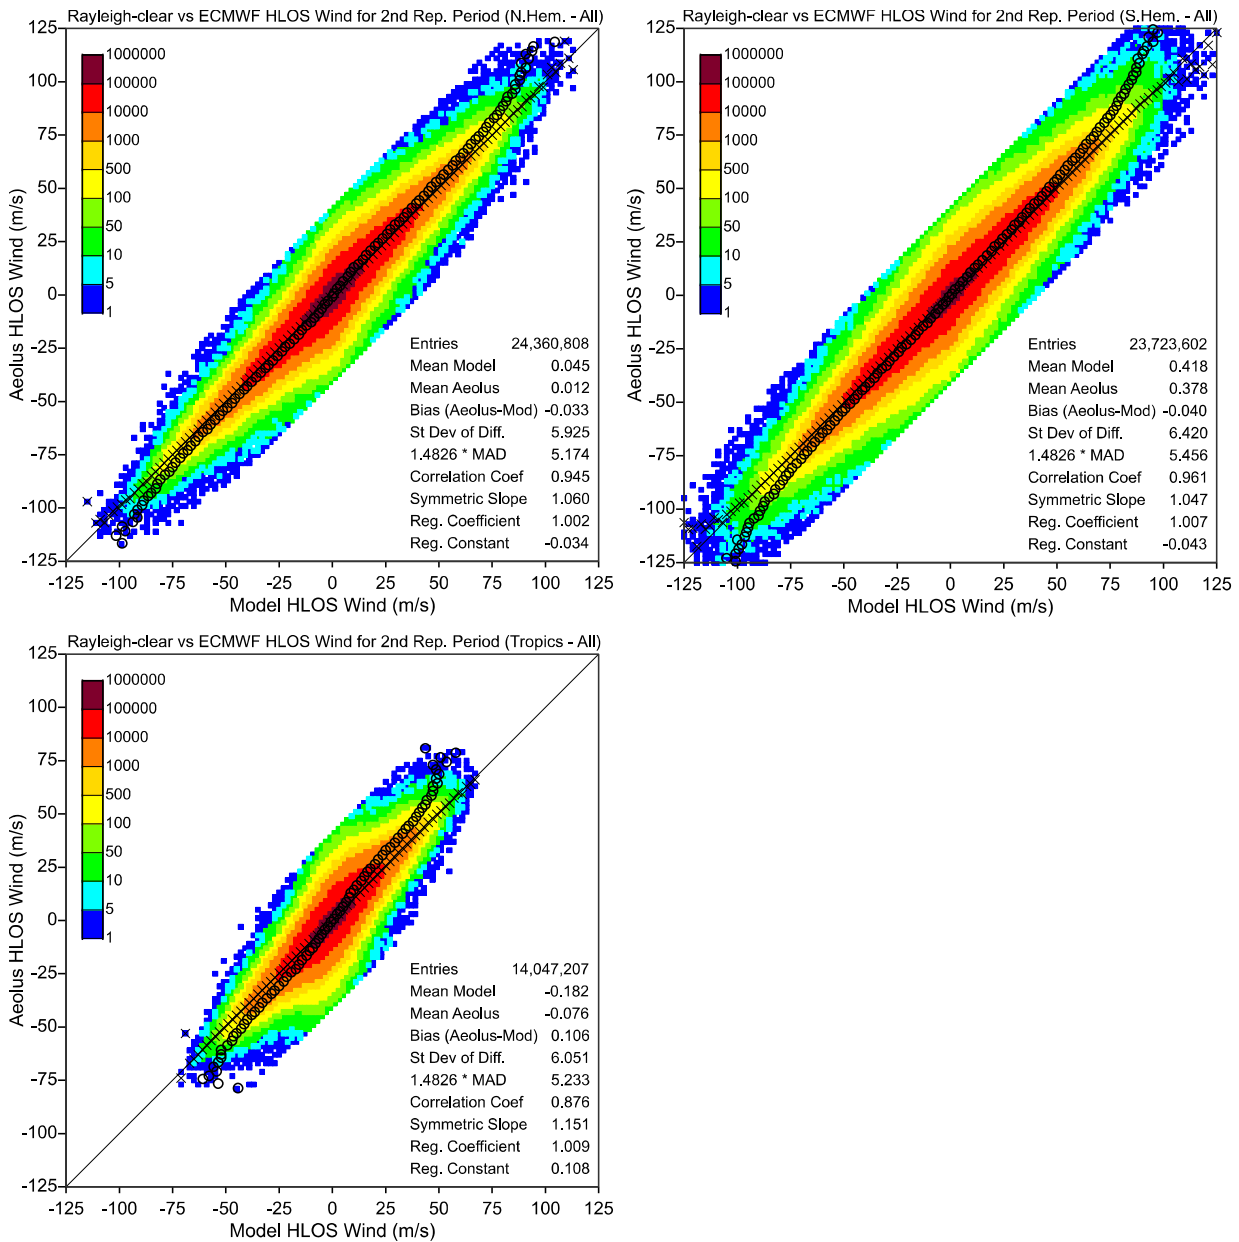 Rayleigh-clear vs ECMWF HLOS Wind for 2nd Rep. Period (N.Hem. - All)
125
100
75
50
25
0
-25
-50
-75
-100
-125
Aeolus HLOS Wind (m/s)
1000000
100000
10000
1000
500
100
50
10
5
1
Entries 24,360,808
Mean Model 0.045
Mean Aeolus 0.012
Bias (Aeolus-Mod) -0.033
St Dev of Diff. 5.925
1.4826 * MAD 5.174
Correlation Coef 0.945
Symmetric Slope 1.060
Reg. Coefficient 1.002
Reg. Constant -0.034
-125 -100 -75 -50 -25 0 25 50 75 100 125
Model HLOS Wind (m/s)
Rayleigh-clear vs ECMWF HLOS Wind for 2nd Rep. Period (S.Hem. - All)
125
100
75
50
25
0
-25
-50
-75
-100
-125
Aeolus HLOS Wind (m/s)
1000000
100000
10000
1000
500
100
50
10
5
1
Entries 23,723,602
Mean Model 0.418
Mean Aeolus 0.378
Bias (Aeolus-Mod) -0.040
St Dev of Diff. 6.420
1.4826 * MAD 5.456
Correlation Coef 0.961
Symmetric Slope 1.047
Reg. Coefficient 1.007
Reg. Constant -0.043
-125 -100 -75 -50 -25 0 25 50 75 100 125
Model HLOS Wind (m/s)
Rayleigh-clear vs ECMWF HLOS Wind for 2nd Rep. Period (Tropics - All)
125
100
75
50
25
0
-25
-50
-75
-100
-125
Aeolus HLOS Wind (m/s)
1000000
100000
10000
1000
500
100
50
10
5
1
Entries 14,047,207
Mean Model -0.182
Mean Aeolus -0.076
Bias (Aeolus-Mod) 0.106
St Dev of Diff. 6.051
1.4826 * MAD 5.233
Correlation Coef 0.876
Symmetric Slope 1.151
Reg. Coefficient 1.009
Reg. Constant 0.108
-125 -100 -75 -50 -25 0 25 50 75 100 125
Model HLOS Wind (m/s)